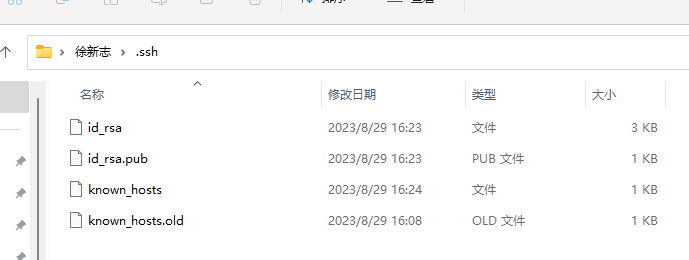 徐新志 .ssh
名称 修改日期 类型 大小
id_rsa 2023/8/29 16:23 文件 3 KB
id_rsa.pub 2023/8/29 16:23 PUB 文件 1 KB
known_hosts 2023/8/29 16:24 文件 1 KB
known_hosts.old 2023/8/29 16:08 OLD 文件 1 KB